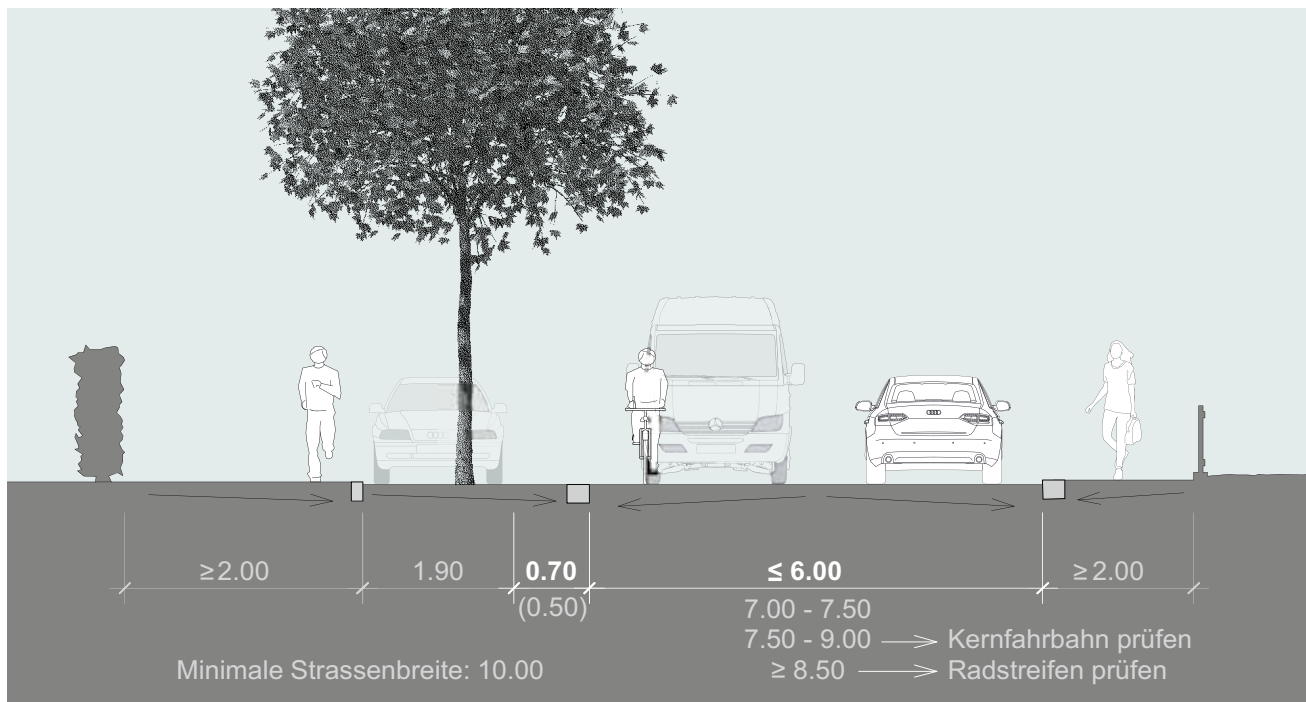 ≥2.00 1.90 0.70 ≤ 6.00 ≥2.00
(0.50) 7.00 - 7.50
7.50 - 9.00 Kernfahrbahn prüfen
Minimale Strassenbreite: 10.00 ≥ 8.50 Radstreifen prüfen